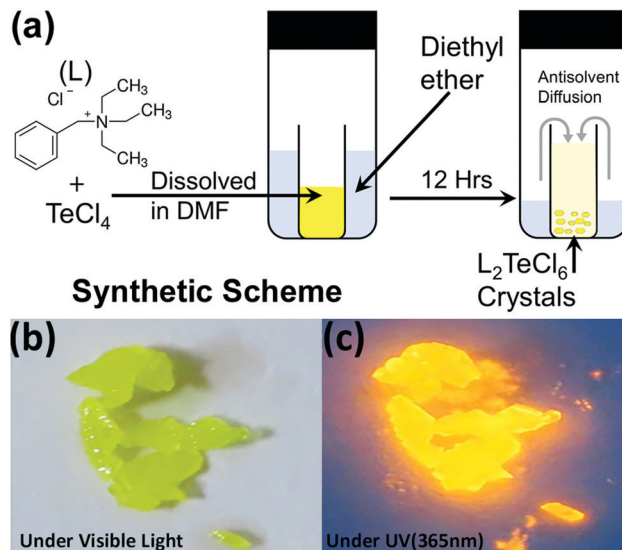 (a)
(L)
Cl⁻
CH₃
N⁺
CH₃
CH₃
+
TeCl₄
Dissolved
in DMF
Diethyl
ether
12 Hrs
Antisolvent
Diffusion
L₂TeCl₆
Crystals
Synthetic Scheme
(b)
Under Visible Light
(c)
Under UV(365nm)